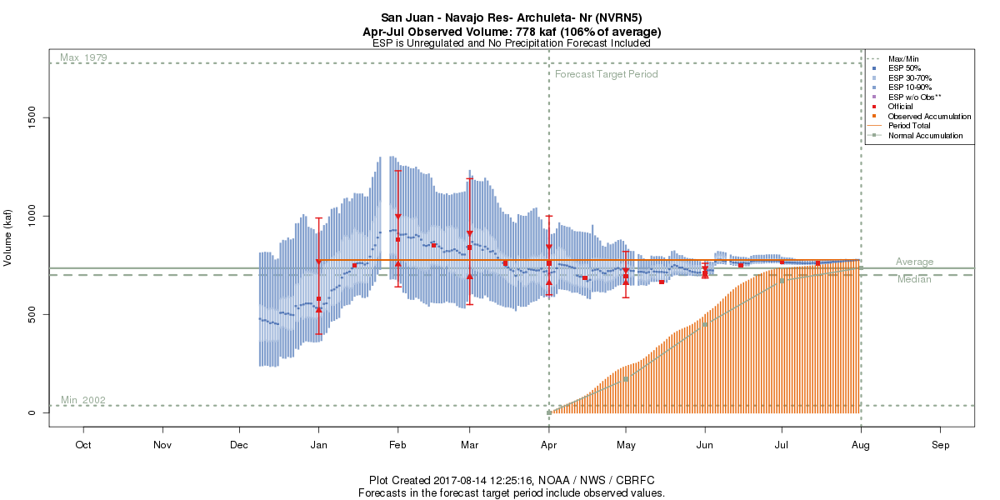 San Juan - Navajo Res- Archuleta- Nr (NVRN5)
Apr-Jul Observed Volume: 778 kaf (106% of average)
ESP is Unregulated and No Precipitation Forecast Included
Max 1979
Forecast Target Period
Max/Min
ESP 50%
ESP 30-70%
ESP 10-90%
ESP w/o Obs**
Official
Observed Accumulation
Period Total
Normal Accumulation
Volume (kaf)
1500
1000
500
0
Average
Median
Min 2002
Oct Nov Dec Jan Feb Mar Apr May Jun Jul Aug Sep
Plot Created 2017-08-14 12:25:16, NOAA / NWS / CBRFC
Forecasts in the forecast target period include observed values.